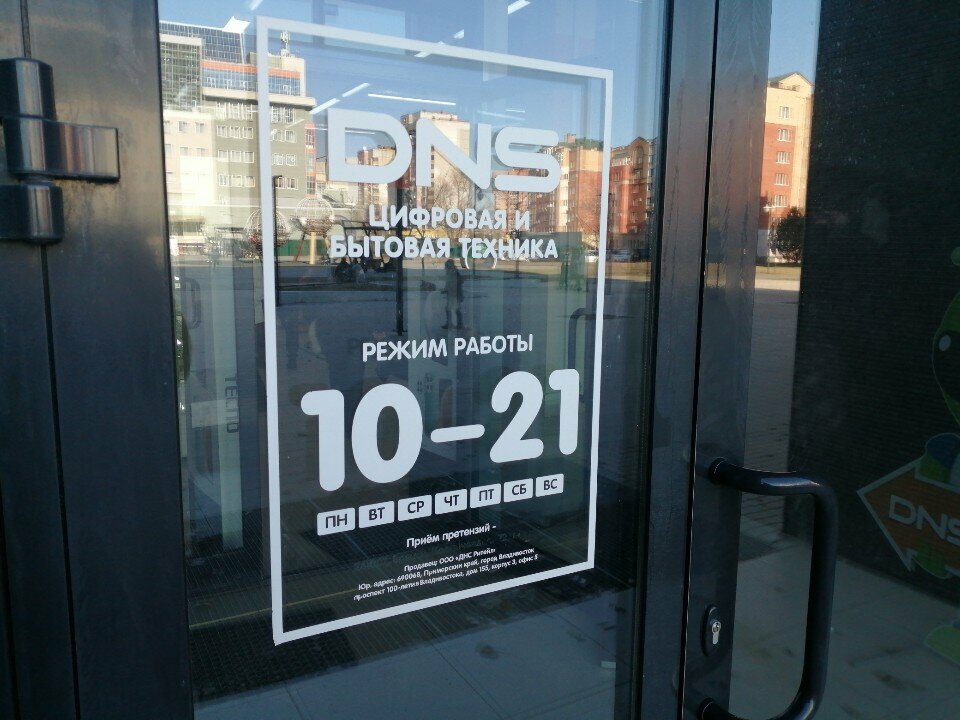 DNS
ЦИФРОВАЯ И
БЫТОВАЯ ТЕХНИКА
РЕЖИМ РАБОТЫ
10–21
ПН ВТ СР ЧТ ПТ СБ ВС
Приём претензий -
Продавец: ООО «ДНС Ритейл»
Юр. адрес: 690068, Приморский край, город Владивосток
проспект 100-летия Владивостока, дом 155, корпус 3, офис 5
DNS